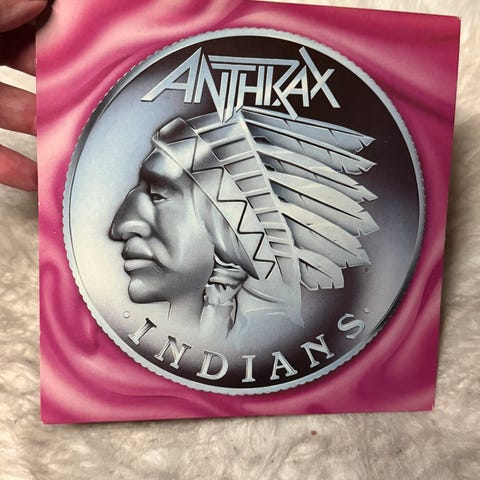 ANTHRAX
· INDIANS ·